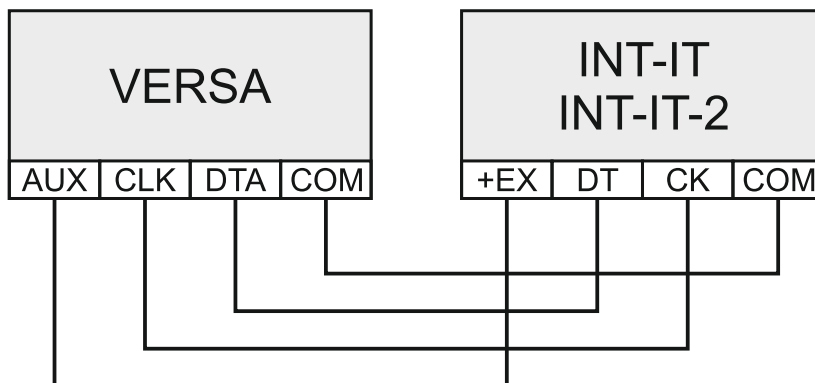 VERSA
AUX CLK DTA COM
INT-IT
INT-IT-2
+EX DT CK COM